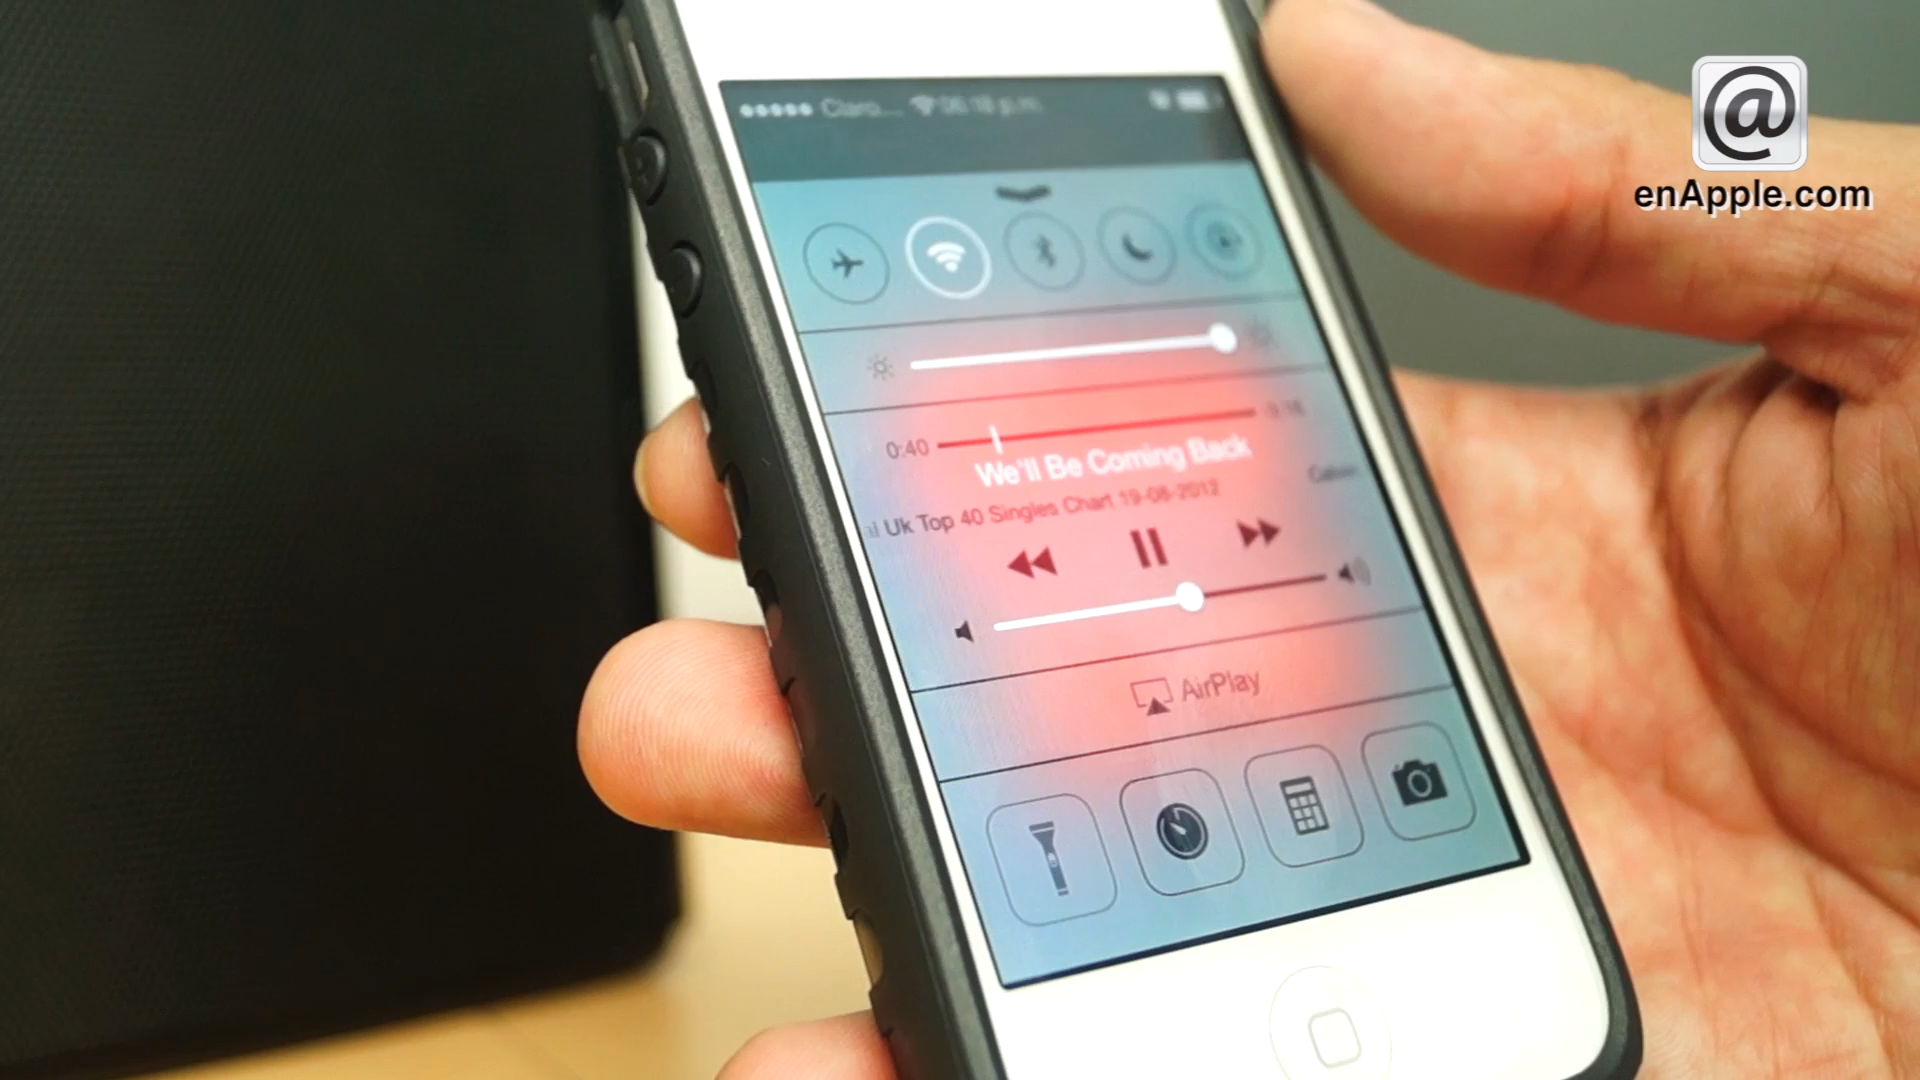 @
enApple.com
Claro...
0:40
We'll Be Coming Back
Uk Top 40 Singles Chart 19-08-2012
AirPlay